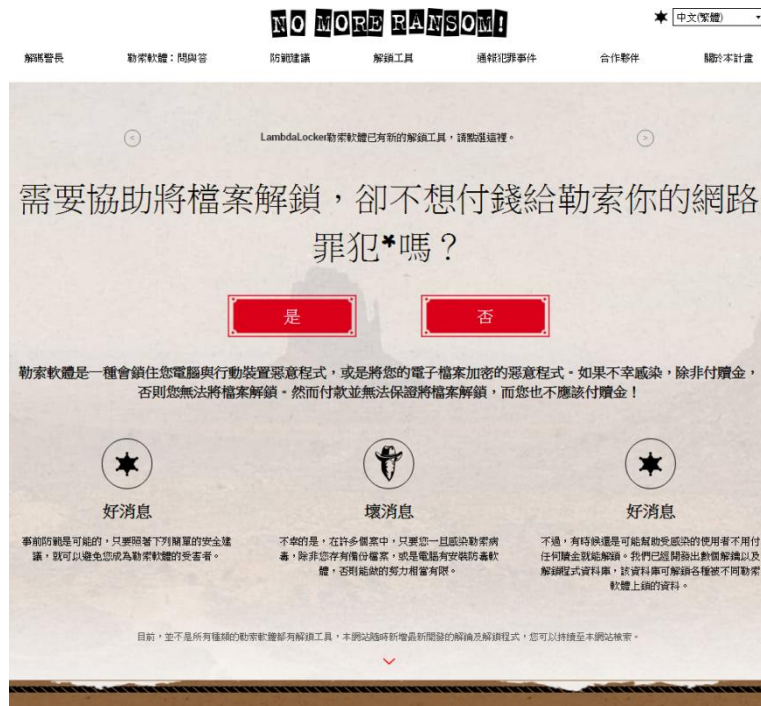 NO MORE RANSOM!
中文(繁體)
解碼警長 勒索軟體：問與答 防範建議 解鎖工具 通報犯罪事件 合作夥伴 關於本計畫
LambdaLocker勒索軟體已有新的解鎖工具，請點進這裡。
需要協助將檔案解鎖，卻不想付錢給勒索你的網路
罪犯*嗎？
是 否
勒索軟體是一種會鎖住您電腦與行動裝置惡意程式，或是將您的電子檔案加密的惡意程式。如果不幸感染，除非付贖金，
否則您無法將檔案解鎖。然而付款並無法保證將檔案解鎖，而您也不應該付贖金！
好消息
事前防範是可能的，只要照著下列簡單的安全建
議，就可以避免您成為勒索軟體的受害者。
壞消息
不幸的是，在許多個案中，只要您一旦感染勒索病
毒，除非您存有備份檔案，或是電腦有安裝防毒軟
體，否則能做的努力相當有限。
好消息
不過，有時候還是可能幫助受感染的使用者不用付
任何贖金就能解鎖。我們已經開發出數個解鑰以及
解鎖程式資料庫，該資料庫可解鎖各種被不同勒索
軟體上鎖的資料。
目前，並不是所有種類的勒索軟體都有解鎖工具，本網站隨時新增最新開發的解鑰及解鎖程式，您可以持續至本網站檢索。